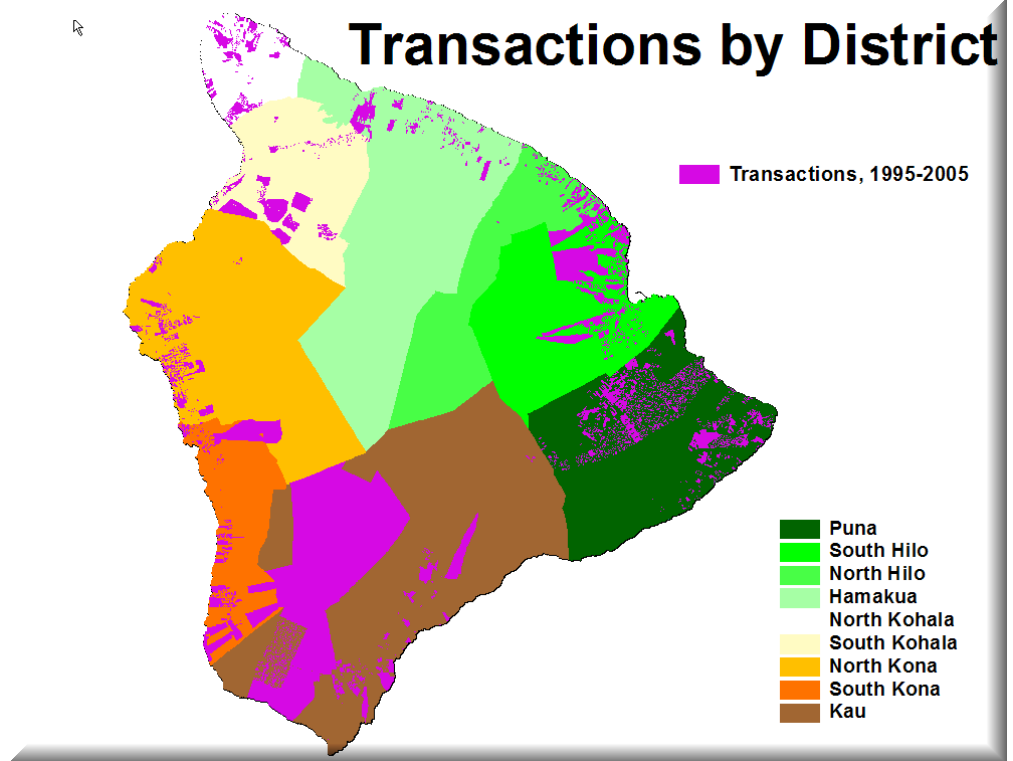 Transactions by District
Transactions, 1995-2005
Puna
South Hilo
North Hilo
Hamakua
North Kohala
South Kohala
North Kona
South Kona
Kau